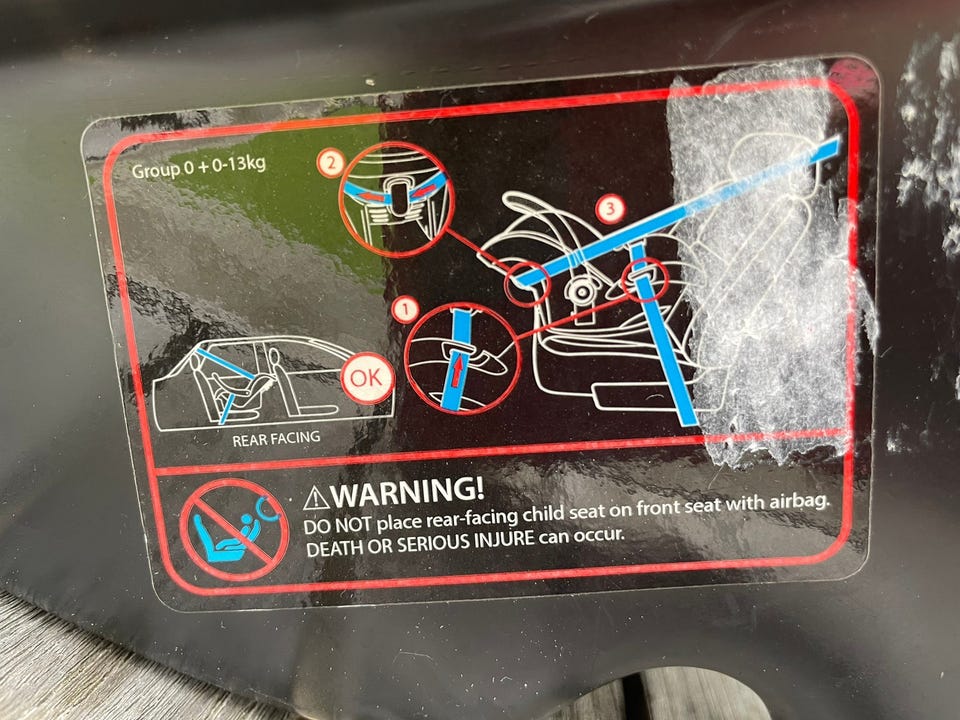 Group 0 + 0-13kg
2
3
1
OK
REAR FACING
WARNING!
DO NOT place rear-facing child seat on front seat with airbag.
DEATH OR SERIOUS INJURE can occur.